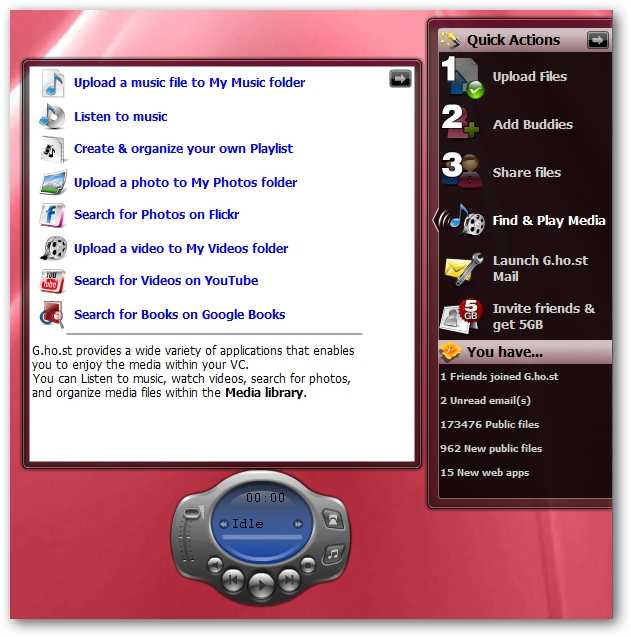 Upload a music file to My Music folder
Listen to music
Create & organize your own Playlist
Upload a photo to My Photos folder
Search for Photos on Flickr
Upload a video to My Videos folder
You
Tube
Search for Videos on YouTube
Search for Books on Google Books
G.ho.st provides a wide variety of applications that enables
you to enjoy the media within your VC.
You can Listen to music, watch videos, search for photos,
and organize media files within the Media library.
00:00
Idle
Quick Actions
1
Upload Files
2
Add Buddies
3
Share files
Find & Play Media
Launch G.ho.st
Mail
5
GB
Invite friends &
get 5GB
You have...
1 Friends joined G.ho.st
2 Unread email(s)
173476 Public files
962 New public files
15 New web apps